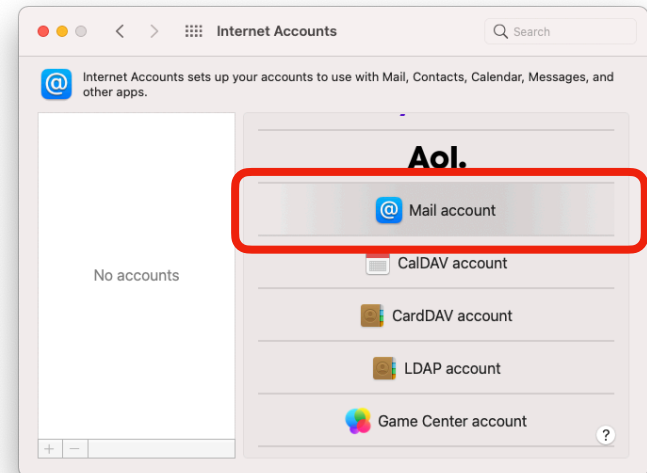 Internet Accounts
Search
Internet Accounts sets up your accounts to use with Mail, Contacts, Calendar, Messages, and
other apps.
No accounts
Aol.
@ Mail account
CalDAV account
CardDAV account
LDAP account
Game Center account
?
+ −